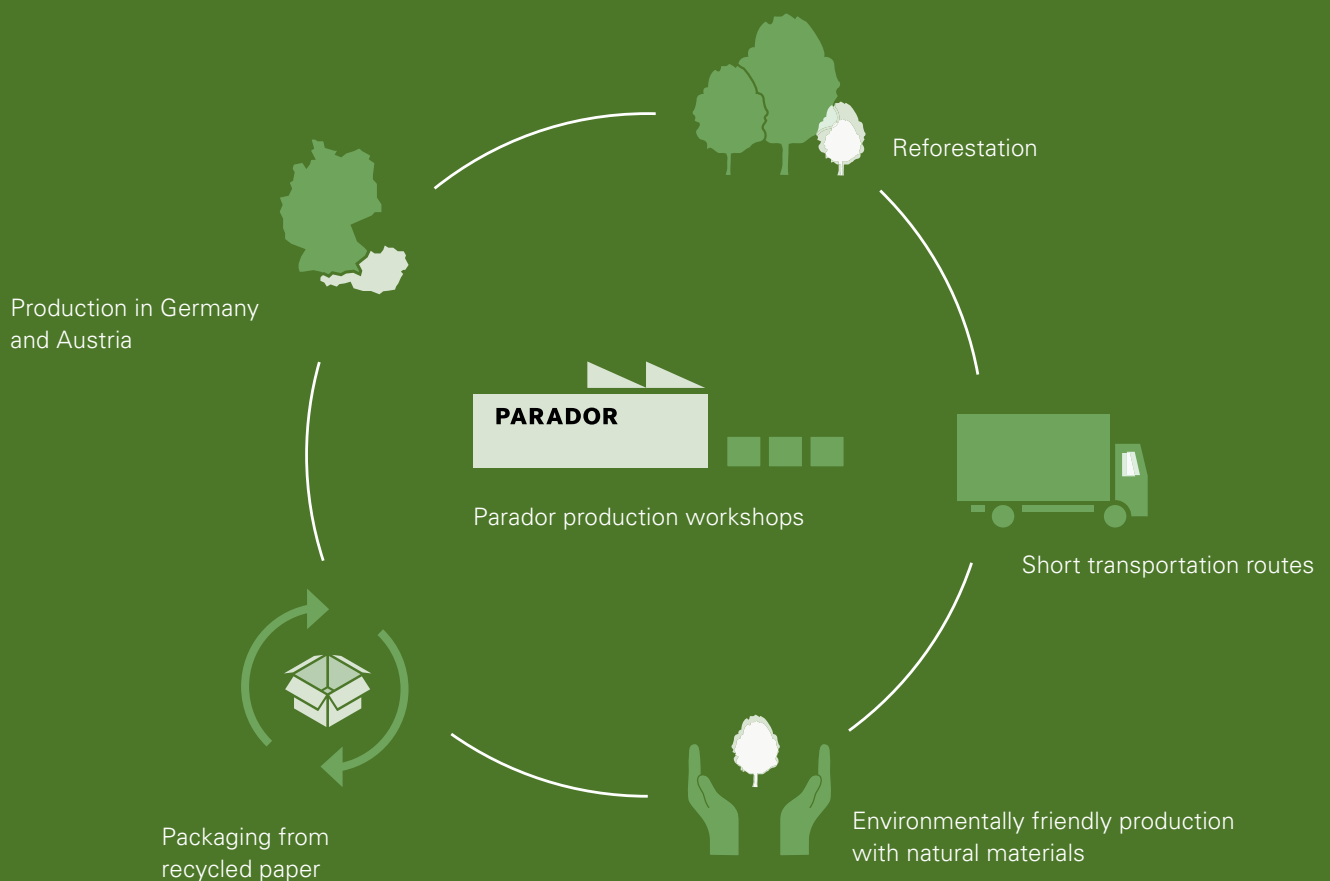 Reforestation
Production in Germany
and Austria
PARADOR
Parador production workshops
Short transportation routes
Environmentally friendly production
with natural materials
Packaging from
recycled paper